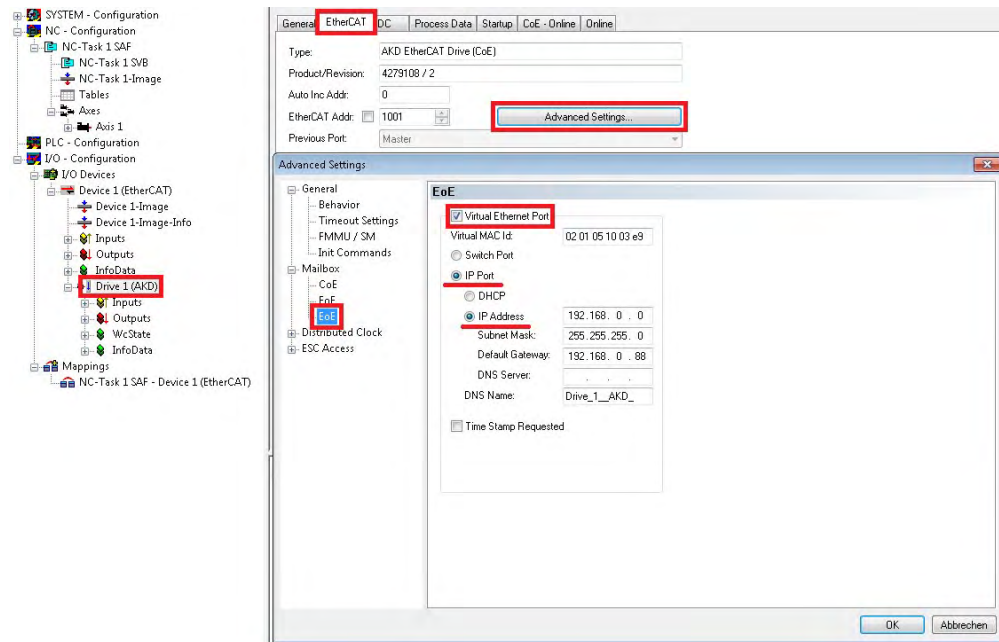 SYSTEM - Configuration
NC - Configuration
NC-Task 1 SAF
NC-Task 1 SVB
NC-Task 1-Image
Tables
Axes
Axis 1
PLC - Configuration
I/O - Configuration
I/O Devices
Device 1 (EtherCAT)
Device 1-Image
Device 1-Image-Info
Inputs
Outputs
InfoData
Drive 1 (AKD)
Inputs
Outputs
WcState
InfoData
Mappings
NC-Task 1 SAF - Device 1 (EtherCAT)
General EtherCAT DC Process Data Startup CoE - Online Online
Type: AKD EtherCAT Drive (CoE)
Product/Revision: 4279108 / 2
Auto Inc Addr: 0
EtherCAT Addr: 1001 Advanced Settings...
Previous Port: Master
Advanced Settings
General
Behavior
Timeout Settings
FMMU / SM
Init Commands
Mailbox
CoE
FoE
EoE
Distributed Clock
ESC Access
EoE
Virtual Ethernet Port
Virtual MAC Id: 02 01 05 10 03 e9
Switch Port
IP Port
DHCP
IP Address 192.168. 0 . 0
Subnet Mask: 255.255.255. 0
Default Gateway: 192.168. 0 . 88
DNS Server: . . .
DNS Name: Drive_1__AKD_
Time Stamp Requested
OK Abbrechen